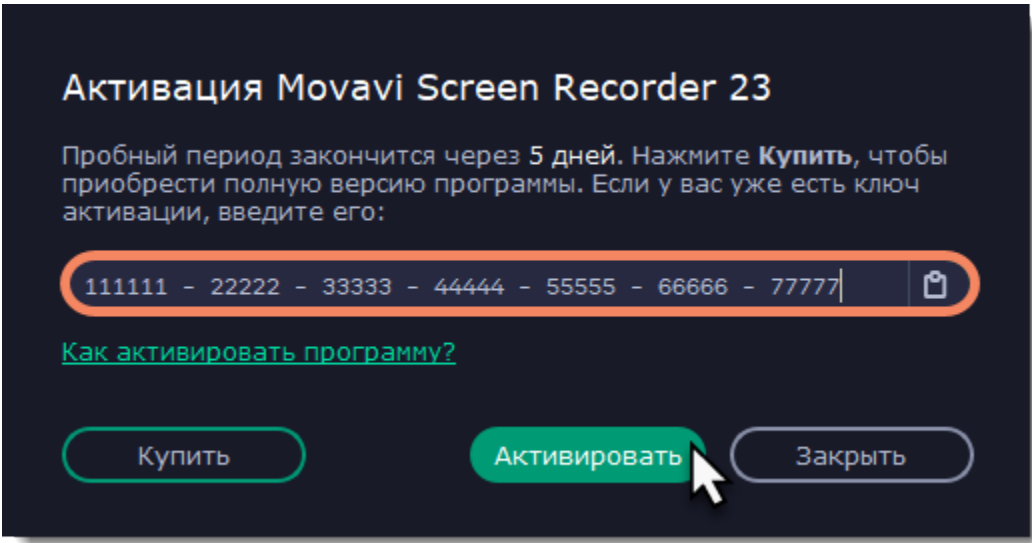 Активация Movavi Screen Recorder 23
Пробный период закончится через 5 дней. Нажмите Купить, чтобы
приобрести полную версию программы. Если у вас уже есть ключ
активации, введите его:
111111 - 22222 - 33333 - 44444 - 55555 - 66666 - 77777
Как активировать программу?
Купить Активировать Закрыть